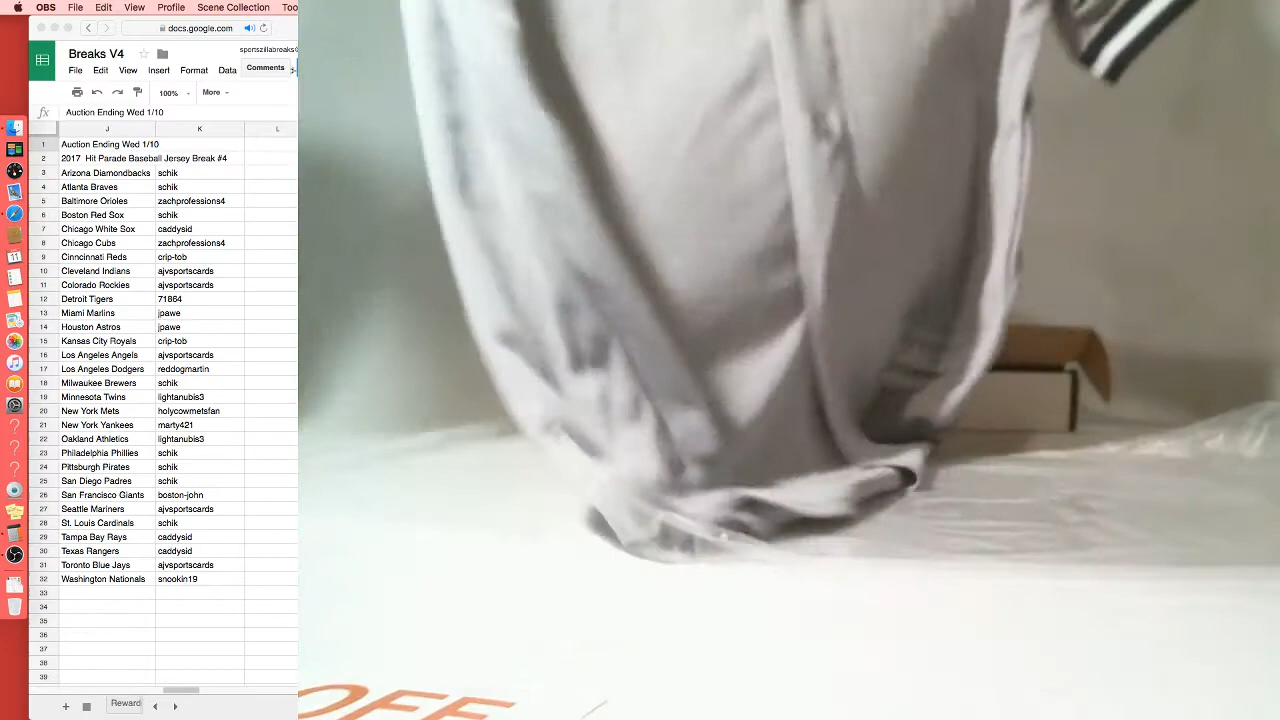 OBS File Edit View Profile Scene Collection Too
docs.google.com
Breaks V4
sportszillabreaks@
File Edit View Insert Format Data
Comments
100% More
fx Auction Ending Wed 1/10
J K L
1 Auction Ending Wed 1/10
2 2017 Hit Parade Baseball Jersey Break #4
3 Arizona Diamondbacks schik
4 Atlanta Braves schik
5 Baltimore Orioles zachprofessions4
6 Boston Red Sox schik
7 Chicago White Sox caddysid
8 Chicago Cubs zachprofessions4
9 Cinncinnati Reds crip-tob
10 Cleveland Indians ajvsportscards
11 Colorado Rockies ajvsportscards
12 Detroit Tigers 71864
13 Miami Marlins jpawe
14 Houston Astros jpawe
15 Kansas City Royals crip-tob
16 Los Angeles Angels ajvsportscards
17 Los Angeles Dodgers reddogmartin
18 Milwaukee Brewers schik
19 Minnesota Twins lightanubis3
20 New York Mets holycowmetsfan
21 New York Yankees marty421
22 Oakland Athletics lightanubis3
23 Philadelphia Phillies schik
24 Pittsburgh Pirates schik
25 San Diego Padres schik
26 San Francisco Giants boston-john
27 Seattle Mariners ajvsportscards
28 St. Louis Cardinals schik
29 Tampa Bay Rays caddysid
30 Texas Rangers caddysid
31 Toronto Blue Jays ajvsportscards
32 Washington Nationals snookin19
33
34
35
36
37
38
39
Reward
OFF